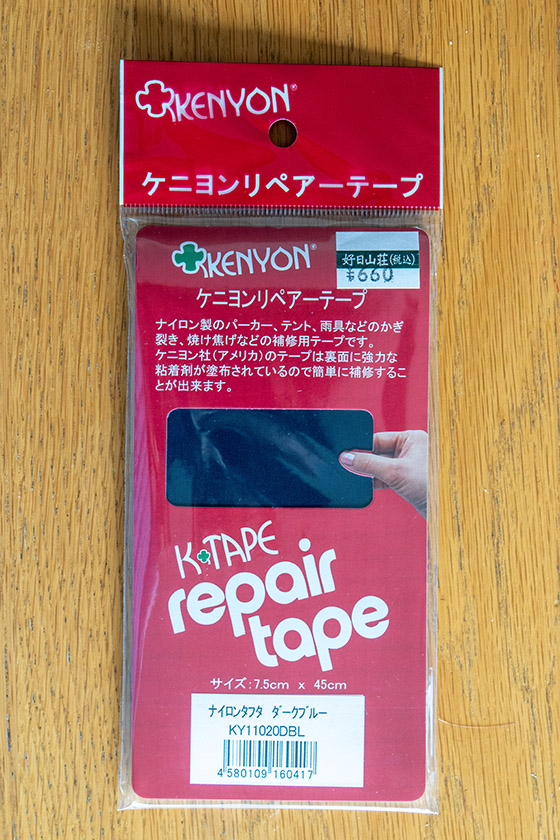 KENYON®
ケニヨンリペアーテープ
KENYON®
好日山荘(税込)
¥660
ケニヨンリペアーテープ
ナイロン製のパーカー、テント、雨具などのかぎ
裂き、焼け焦げなどの補修用テープです。
ケニヨン社(アメリカ)のテープは裏面に強力な
粘着剤が塗布されているので簡単に補修するこ
とが出来ます。
K TAPE
repair
tape
サイズ:7.5cm x 45cm
ナイロンタフタ ダークブルー
KY11020DBL
4 580109 160417